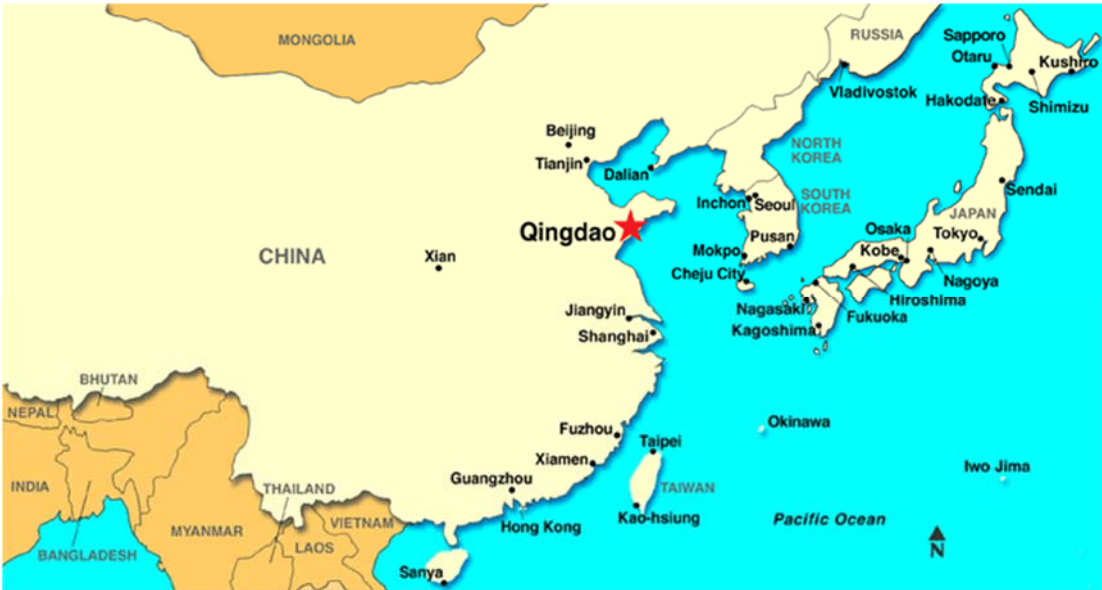 MONGOLIA
RUSSIA
Sapporo
Otaru
Kushiro
Vladivostok
Hakodate
Shimizu
Beijing
Tianjin
Dalian
NORTH
KOREA
Inchon
Seoul
SOUTH
KOREA
Sendai
JAPAN
Qingdao
Pusan
Osaka
Tokyo
CHINA
Xian
Mokpo
Kobe
Cheju City
Nagoya
Hiroshima
Jiangyin
Nagasaki
Fukuoka
Shanghai
Kagoshima
BHUTAN
NEPAL
Okinawa
Fuzhou
Taipei
Xiamen
Iwo Jima
Guangzhou
INDIA
THAILAND
TAIWAN
MYANMAR
VIETNAM
Hong Kong
Kao-hsiung
Pacific Ocean
LAOS
BANGLADESH
N
Sanya